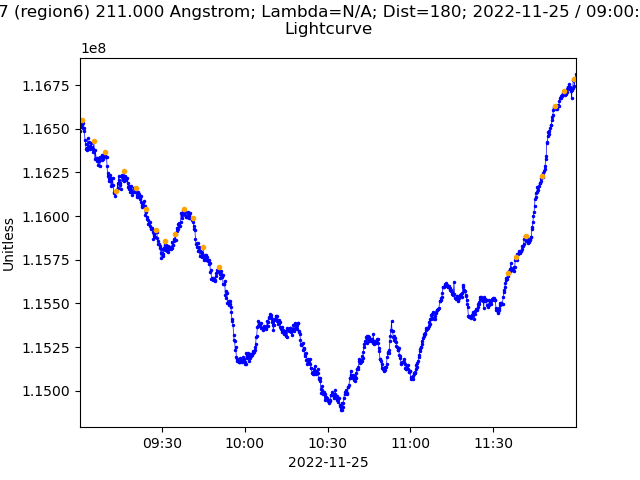 7 (region6) 211.000 Angstrom; Lambda=N/A; Dist=180; 2022-11-25 / 09:00:
Lightcurve
1e8
1.1675
1.1650
1.1625
1.1600
1.1575
1.1550
1.1525
1.1500
Unitless
09:30 10:00 10:30 11:00 11:30
2022-11-25